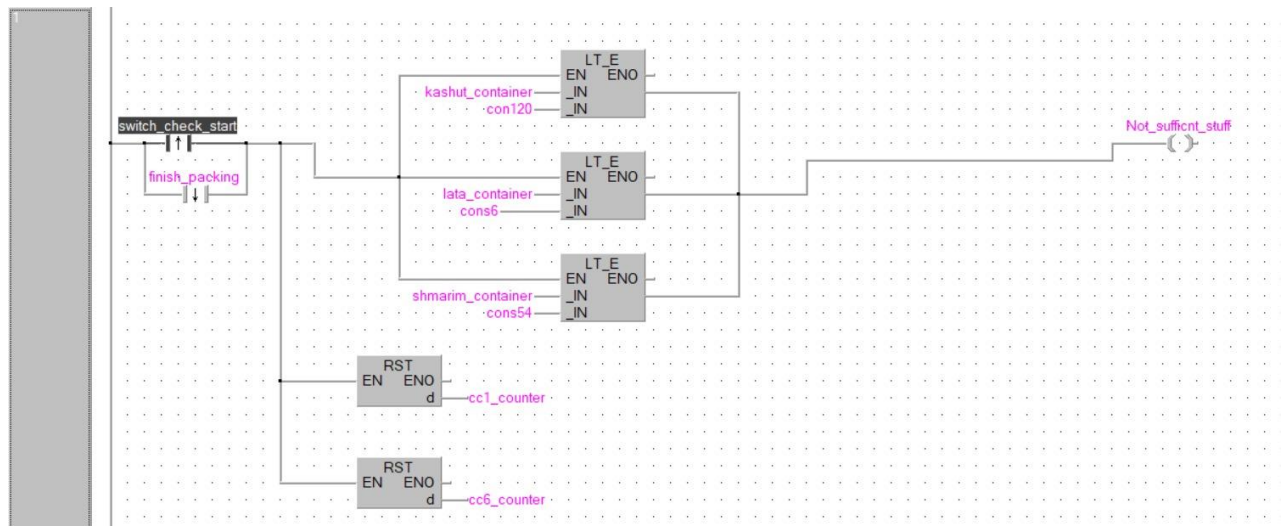 1
LT_E
EN ENO
kashut_container _IN
con120 _IN
switch_check_start
Not_sufficnt_stuff
finish_packing
LT_E
EN ENO
lata_container _IN
cons6 _IN
LT_E
EN ENO
shmarim_container _IN
cons54 _IN
RST
EN ENO
d cc1_counter
RST
EN ENO
d cc6_counter